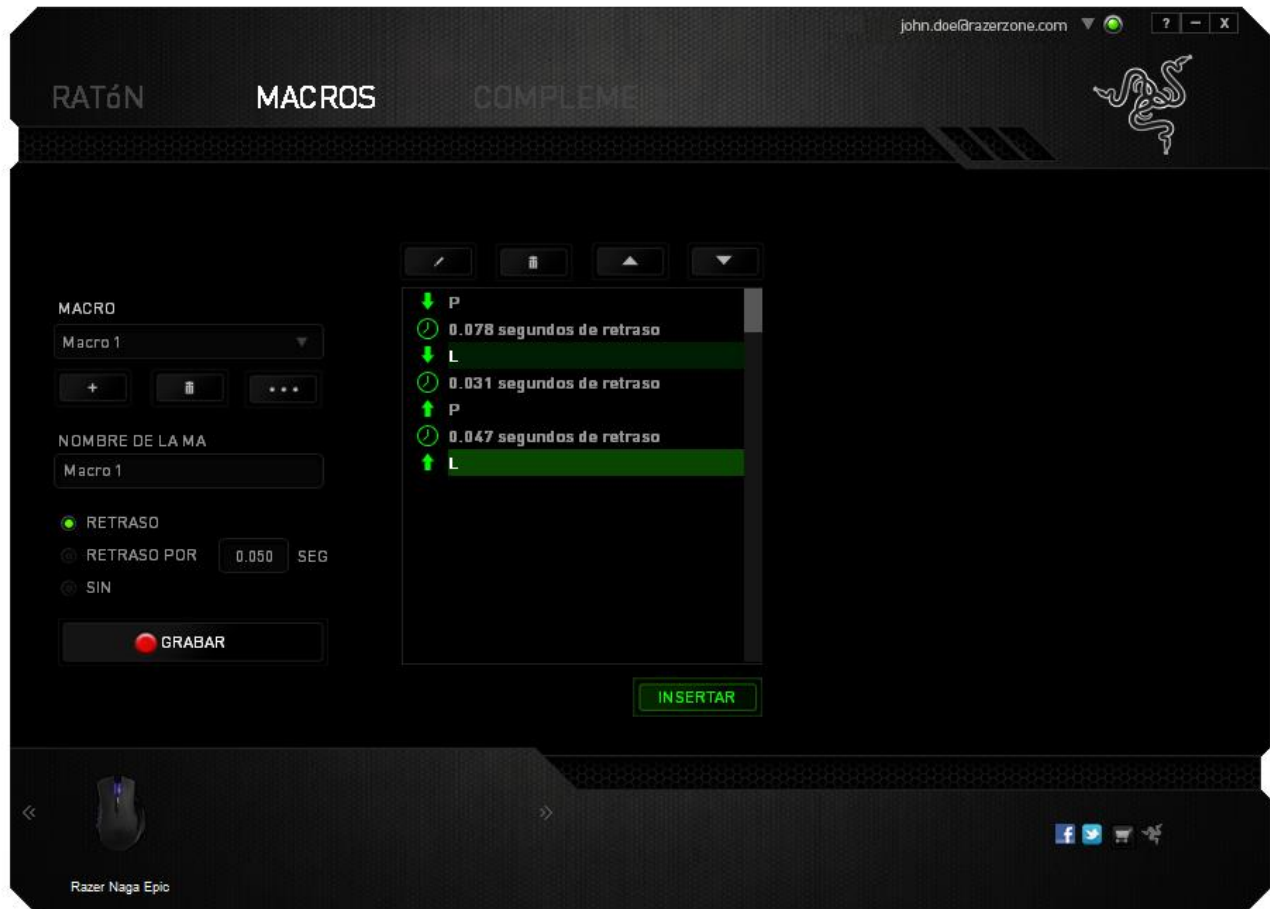 john.doe@razerzone.com ? – X
RATóN MACROS COMPLEME
MACRO
Macro 1
+
NOMBRE DE LA MA
Macro 1
RETRASO
RETRASO POR 0.050 SEG
SIN
GRABAR
P
0.078 segundos de retraso
L
0.031 segundos de retraso
P
0.047 segundos de retraso
L
INSERTAR
Razer Naga Epic